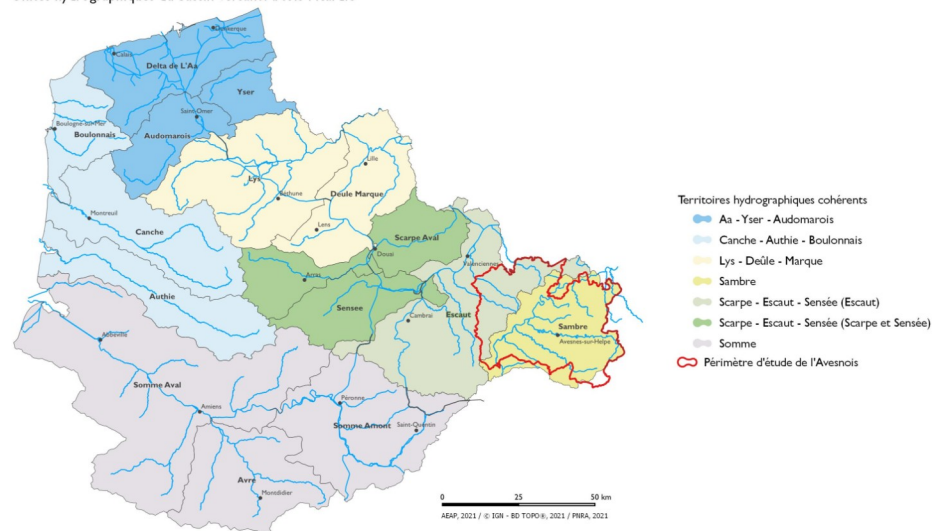 Dunkerque
Calais
Delta de L'Aa
Yser
Saint-Omer
Boulogne-sur-Mer
Boulonnais
Audomarois
Lille
Lys
Béthune
Deule Marque
Montreuil
Lens
Canche
Scarpe Aval
Douai
Valenciennes
Arras
Authie
Sensee
Escaut
Cambrai
Sambre
Avesnes-sur-Helpe
Abbeville
Somme Aval
Amiens
Péronne
Somme Amont
Saint-Quentin
Avre
Montdidier
Territoires hydrographiques cohérents
Aa - Yser - Audomarois
Canche - Authie - Boulonnais
Lys - Deûle - Marque
Sambre
Scarpe - Escaut - Sensée (Escaut)
Scarpe - Escaut - Sensée (Scarpe et Sensée)
Somme
Périmètre d'étude de l'Avesnois
0 25 50 km
AEAP, 2021 / © IGN - BD TOPO®, 2021 / PNRA, 2021